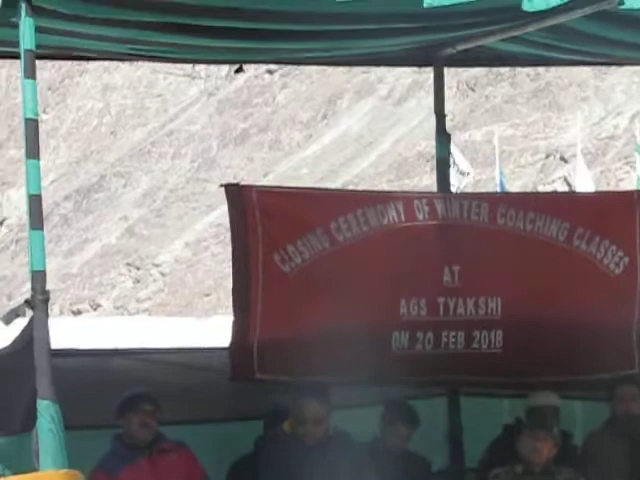 CLOSING CEREMONY OF WINTER COACHING CLASSES
AT
AGS TYAKSHI
ON 20 FEB 2018